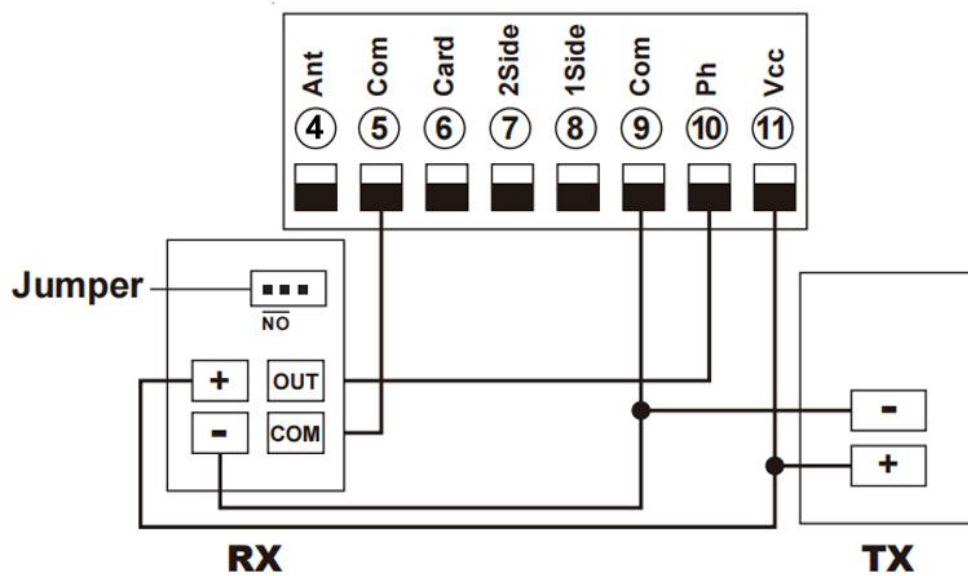 Ant Com Card 2Side 1Side Com Ph Vcc
4 5 6 7 8 9 10 11
Jumper
NO
+ OUT
- COM
-
+
RX TX